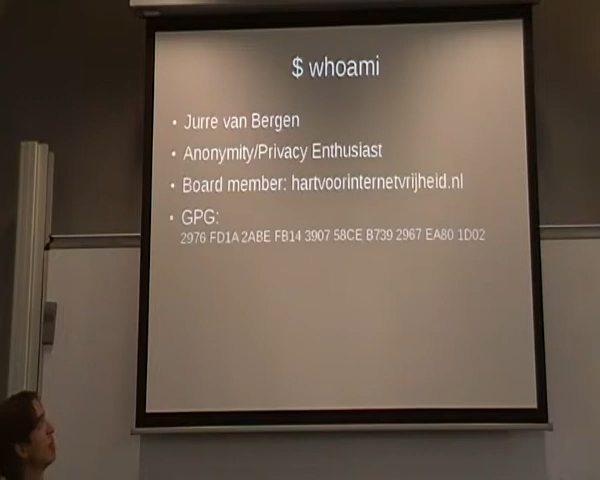 $ whoami
• Jurre van Bergen
• Anonymity/Privacy Enthusiast
• Board member: hartvoorinternetvrijheid.nl
• GPG:
2976 FD1A 2ABE FB14 3907 58CE B739 2967 EA80 1D02